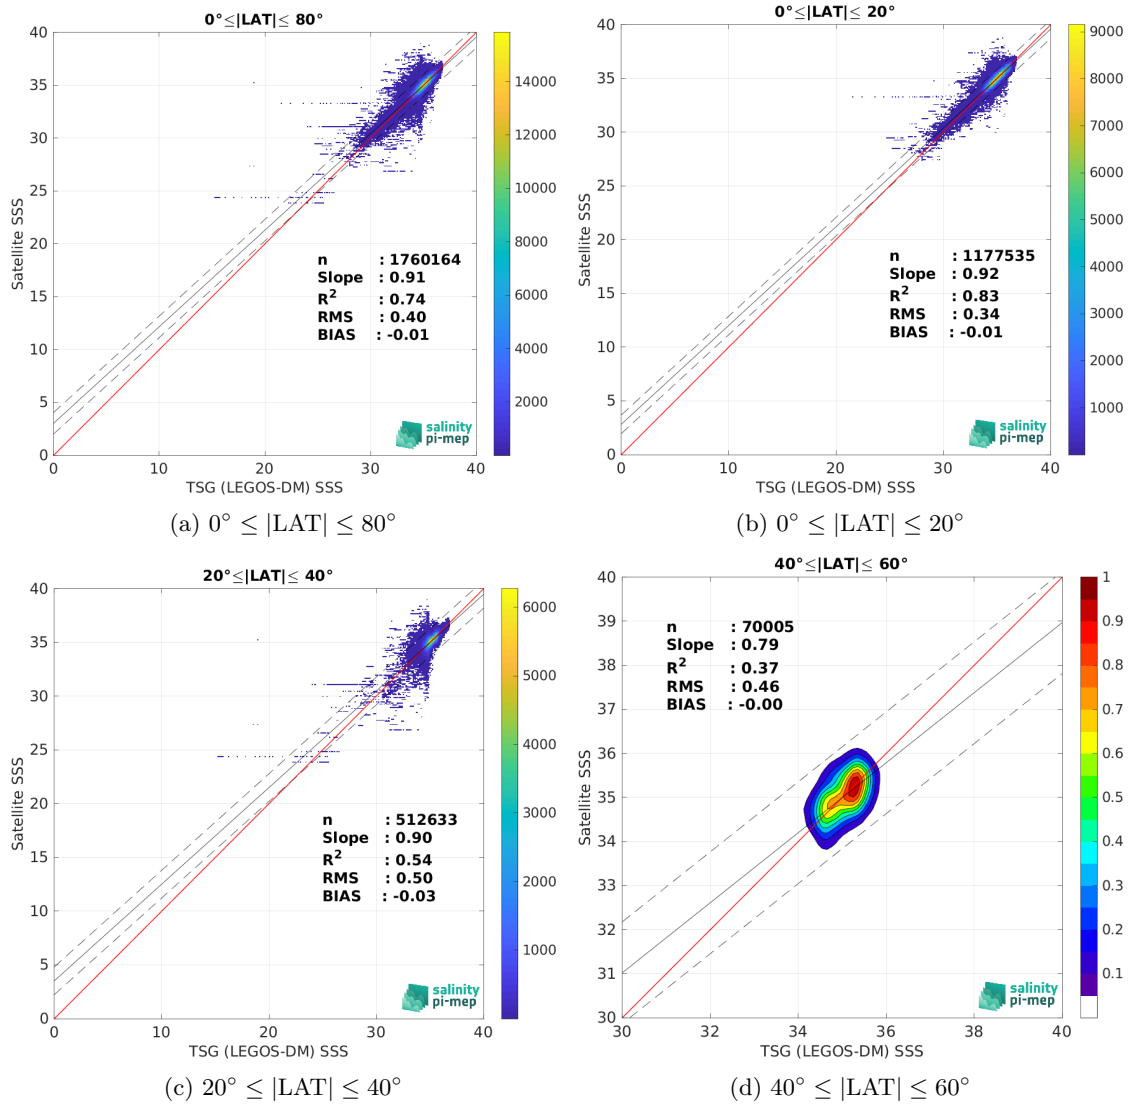 0°≤|LAT|≤ 80°
40
35
30
25
20
15
10
5
0
0
10
20
30
40
Satellite SSS
TSG (LEGOS-DM) SSS
n : 1760164
Slope : 0.91
R² : 0.74
RMS : 0.40
BIAS : -0.01
salinity
pi-mep
14000
12000
10000
8000
6000
4000
2000
(a) 0° ≤ |LAT| ≤ 80°
0°≤|LAT|≤ 20°
40
35
30
25
20
15
10
5
0
0
10
20
30
40
Satellite SSS
TSG (LEGOS-DM) SSS
n : 1177535
Slope : 0.92
R² : 0.83
RMS : 0.34
BIAS : -0.01
salinity
pi-mep
9000
8000
7000
6000
5000
4000
3000
2000
1000
(b) 0° ≤ |LAT| ≤ 20°
20°≤|LAT|≤ 40°
40
35
30
25
20
15
10
5
0
0
10
20
30
40
Satellite SSS
TSG (LEGOS-DM) SSS
n : 512633
Slope : 0.90
R² : 0.54
RMS : 0.50
BIAS : -0.03
salinity
pi-mep
6000
5000
4000
3000
2000
1000
(c) 20° ≤ |LAT| ≤ 40°
40°≤|LAT|≤ 60°
40
39
38
37
36
35
34
33
32
31
30
30
32
34
36
38
40
Satellite SSS
TSG (LEGOS-DM) SSS
n : 70005
Slope : 0.79
R² : 0.37
RMS : 0.46
BIAS : -0.00
salinity
pi-mep
1
0.9
0.8
0.7
0.6
0.5
0.4
0.3
0.2
0.1
(d) 40° ≤ |LAT| ≤ 60°